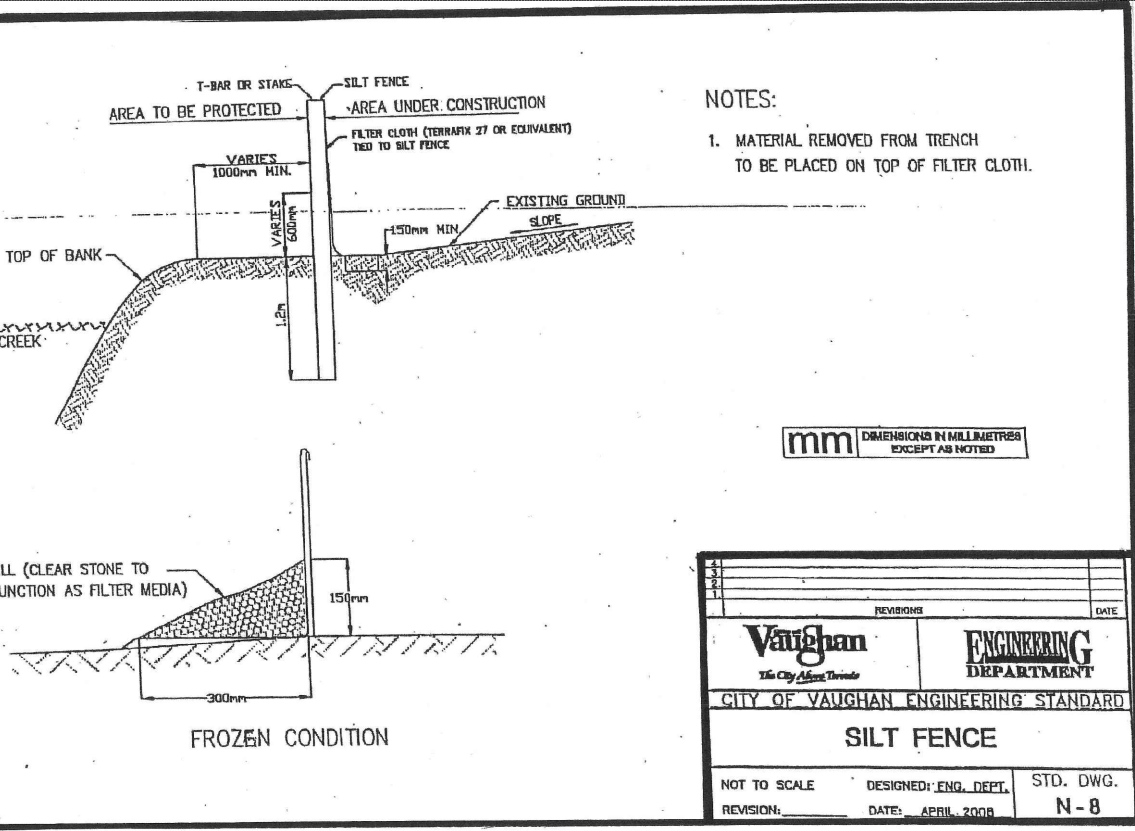 T-BAR OR STAKE
SILT FENCE
AREA TO BE PROTECTED
AREA UNDER CONSTRUCTION
FILTER CLOTH (TERRAFIX 27 OR EQUIVALENT)
TIED TO SILT FENCE
VARIES
1000mm MIN.
VARIES
600mm
EXISTING GROUND
SLOPE
150mm MIN.
TOP OF BANK
1.2m
CREEK
NOTES:
1. MATERIAL REMOVED FROM TRENCH
TO BE PLACED ON TOP OF FILTER CLOTH.
mm
DIMENSIONS IN MILLIMETRES
EXCEPT AS NOTED
LL (CLEAR STONE TO
UNCTION AS FILTER MEDIA)
150mm
300mm
FROZEN CONDITION
4.
3.
2.
1.
REVISIONS
DATE
Vaughan
The City Above Toronto
ENGINEERING
DEPARTMENT
CITY OF VAUGHAN ENGINEERING STANDARD
SILT FENCE
NOT TO SCALE
DESIGNED: ENG. DEPT.
STD. DWG.
REVISION:
DATE: APRIL 2008
N-8